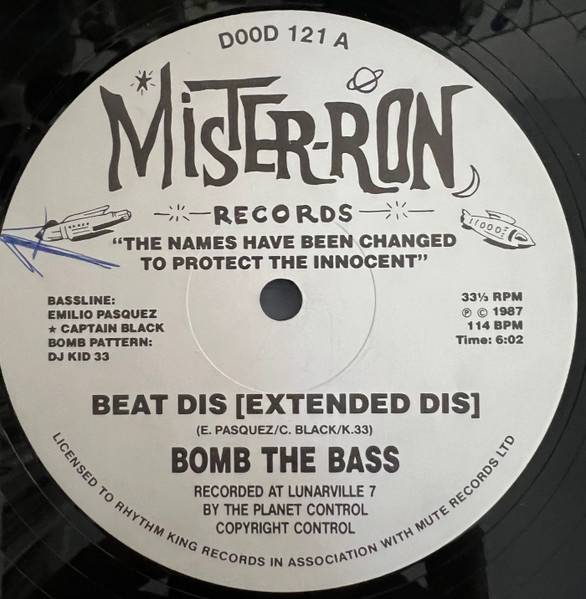 DOOD 121 A
MISTER-RON
RECORDS
"THE NAMES HAVE BEEN CHANGED
TO PROTECT THE INNOCENT"
BASSLINE:
EMILIO PASQUEZ
★ CAPTAIN BLACK
BOMB PATTERN:
DJ KID 33
33⅓ RPM
℗ © 1987
114 BPM
Time: 6:02
BEAT DIS [EXTENDED DIS]
(E. PASQUEZ/C. BLACK/K.33)
BOMB THE BASS
RECORDED AT LUNARVILLE 7
BY THE PLANET CONTROL
COPYRIGHT CONTROL
LICENSED TO RHYTHM KING RECORDS IN ASSOCIATION WITH MUTE RECORDS LTD